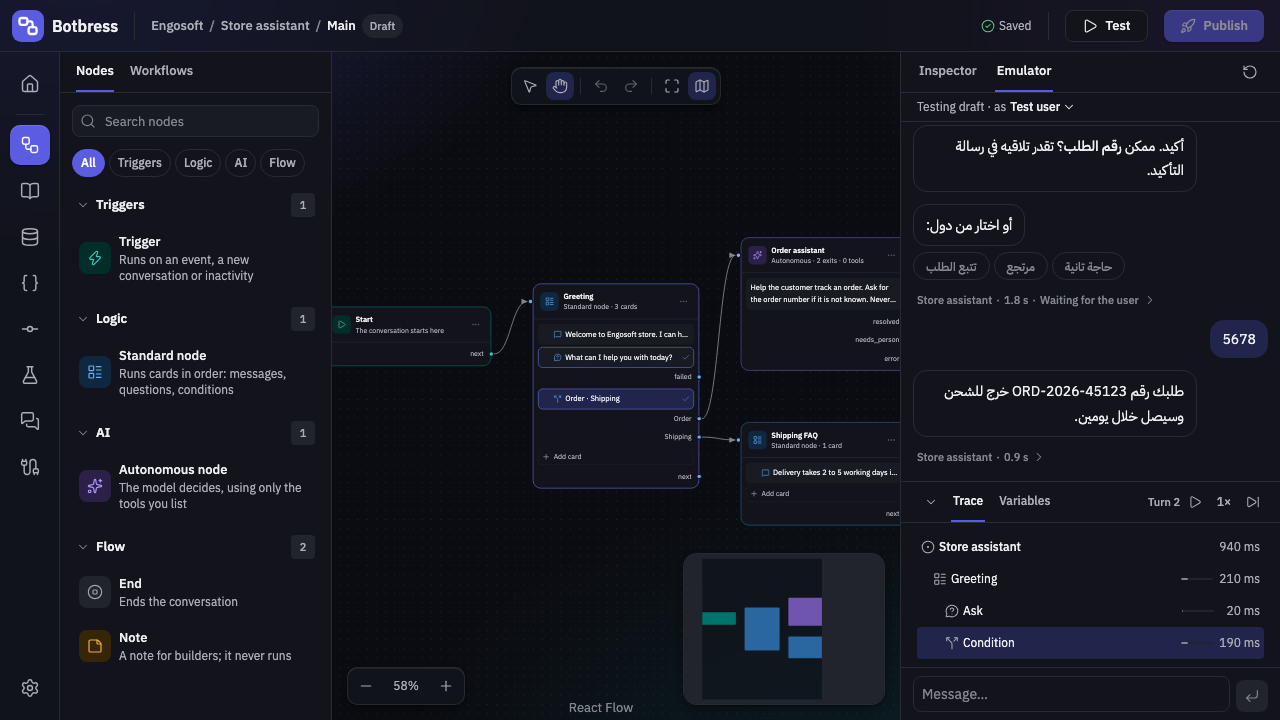 Botbress
Engosoft / Store assistant / Main Draft
Saved
Test
Publish
Nodes Workflows
Search nodes
All Triggers Logic AI Flow
Triggers 1
Trigger
Runs on an event, a new
conversation or inactivity
Logic 1
Standard node
Runs cards in order: messages,
questions, conditions
AI 1
Autonomous node
The model decides, using only the
tools you list
Flow 2
End
Ends the conversation
Note
A note for builders; it never runs
Start
The conversation starts here
next
Greeting
Standard node · 3 cards
Welcome to Engosoft store. I can h...
What can I help you with today?
failed
Order · Shipping
Order
Shipping
Add card
next
Order assistant
Autonomous · 2 exits · 0 tools
Help the customer track an order. Ask for
the order number if it is not known. Never...
resolved
needs_person
error
Shipping FAQ
Standard node · 1 card
Delivery takes 2 to 5 working days i...
Add card
next
58%
React Flow
Inspector Emulator
Testing draft · as Test user
أكيد. ممكن رقم الطلب؟ تقدر تلاقيه في رسالة
التأكيد.
أو اختار من دول:
تتبع الطلب
مرتجع
حاجة تانية
Store assistant · 1.8 s · Waiting for the user
5678
طلبك رقم ORD-2026-45123 خرج للشحن
وسيصل خلال يومين.
Store assistant · 0.9 s
Trace Variables Turn 2 1×
Store assistant 940 ms
Greeting 210 ms
Ask 20 ms
Condition 190 ms
Message...